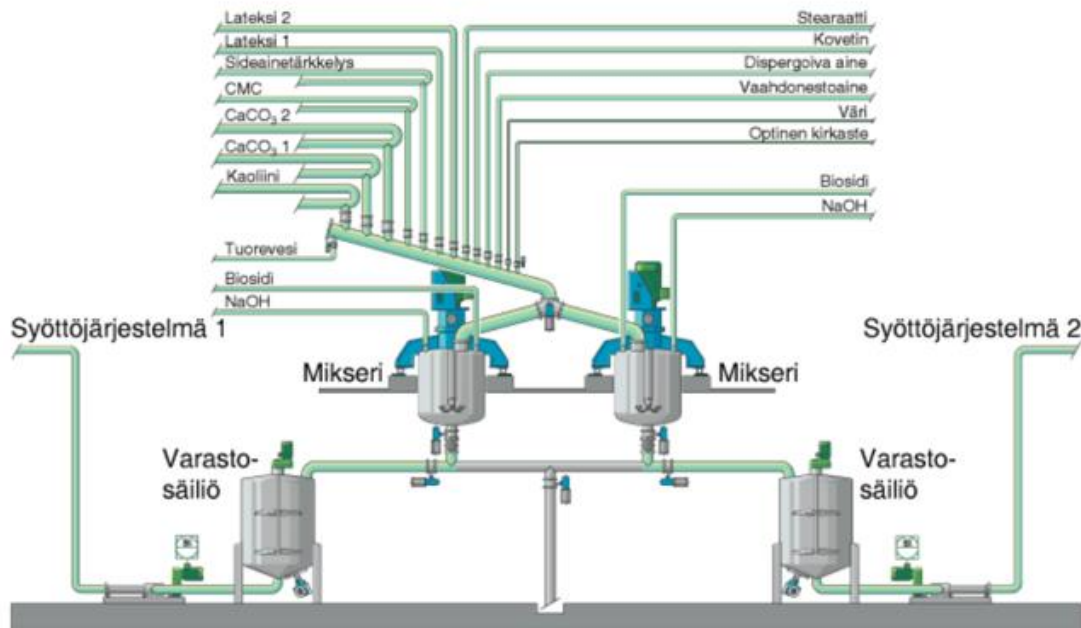 Lateksi 2
Lateksi 1
Sideainetärkkelys
CMC
CaCO₃ 2
CaCO₃ 1
Kaoliini
Tuorevesi
Biosidi
NaOH
Stearaatti
Kovetin
Dispergoiva aine
Vaahdonestoaine
Väri
Optinen kirkaste
Biosidi
NaOH
Syöttöjärjestelmä 1
Syöttöjärjestelmä 2
Mikseri
Mikseri
Varasto-
säiliö
Varasto-
säiliö